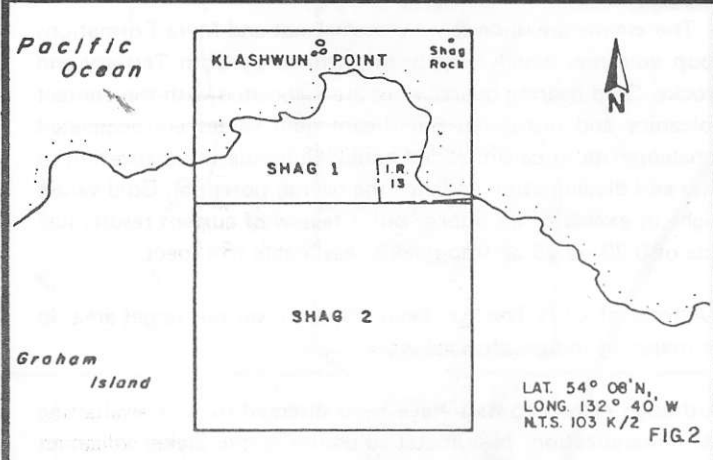 Pacific
Ocean
KLASHWUN POINT
Shag
Rock
N
SHAG 1
I.R.
13
SHAG 2
Graham
Island
LAT. 54° 08'N,
LONG 132° 40' W
N.T.S. 103 K/2
FIG.2